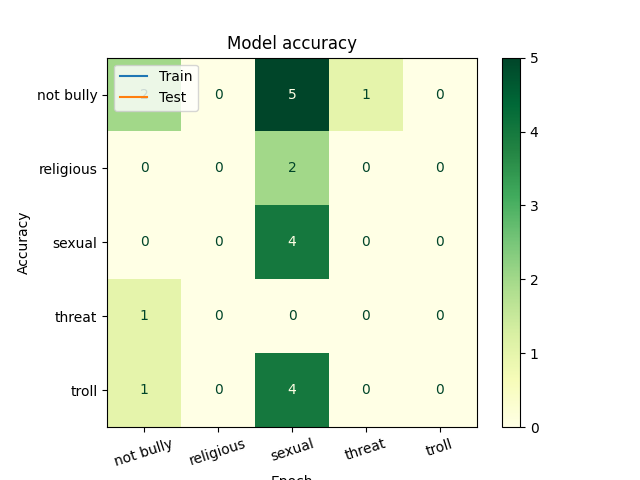 Model accuracy
Train
Test
not bully 2 0 5 1 0
religious 0 0 2 0 0
sexual 0 0 4 0 0
threat 1 0 0 0 0
troll 1 0 4 0 0
Accuracy
not bully religious sexual threat troll
Epoch
5
4
3
2
1
0